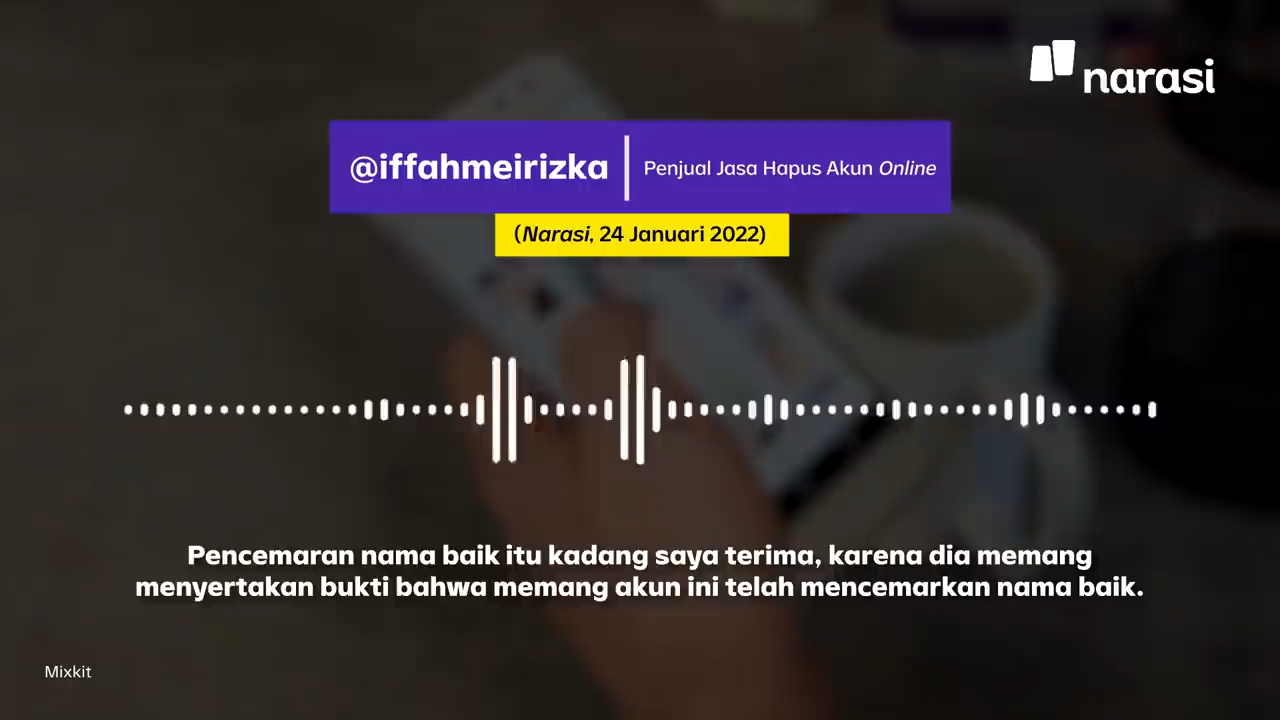 narasi
@iffahmeirizka
Penjual Jasa Hapus Akun Online
(Narasi, 24 Januari 2022)
Pencemaran nama baik itu kadang saya terima, karena dia memang
menyertakan bukti bahwa memang akun ini telah mencemarkan nama baik.
Mixkit